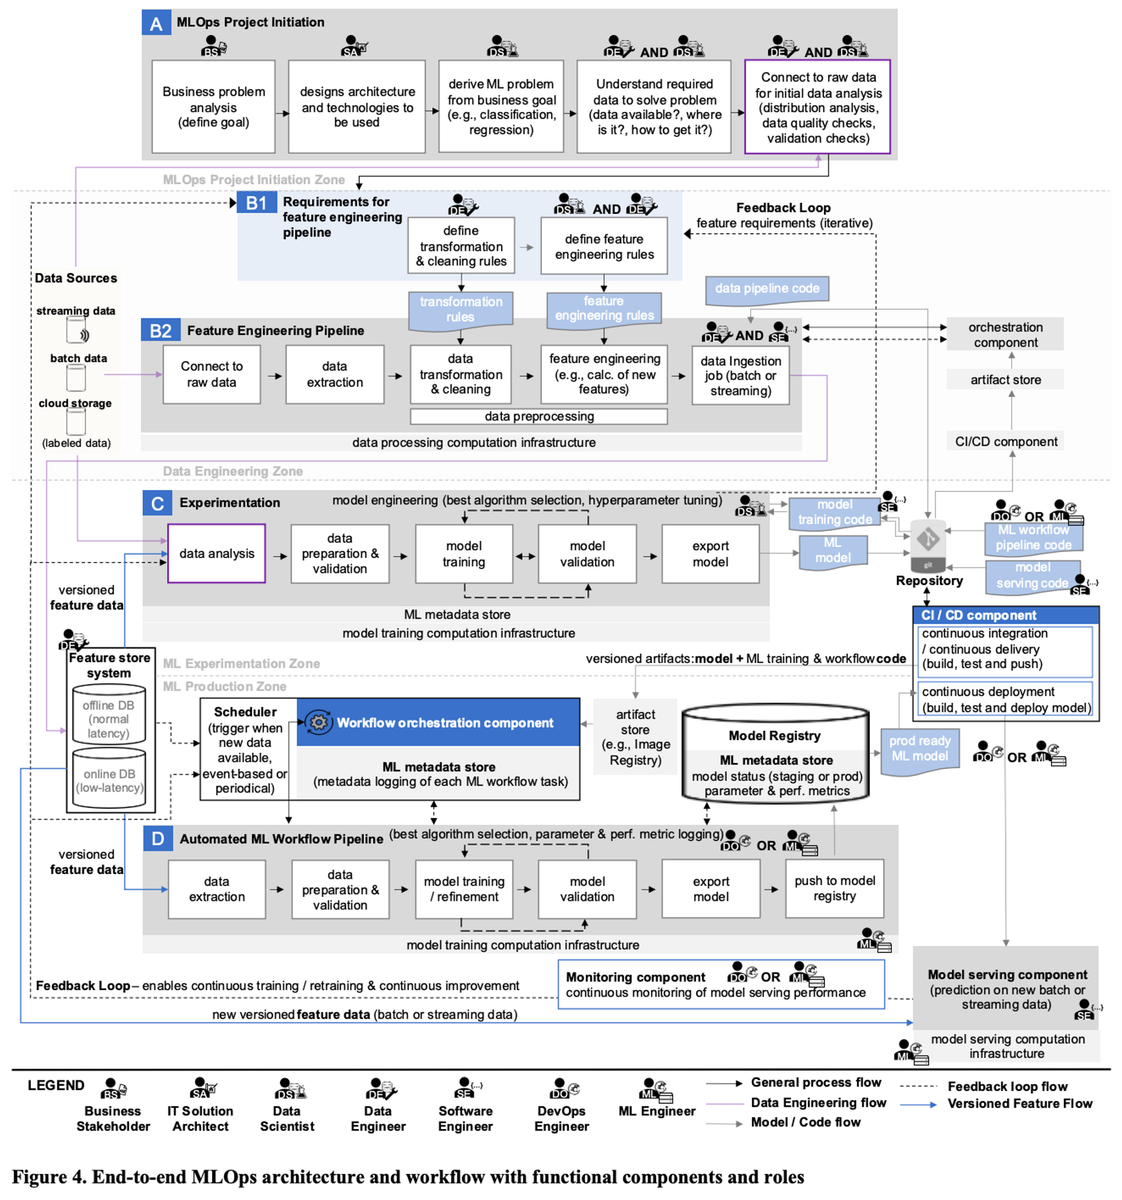 A MLOps Project Initiation
BS
SA
DS
DE AND DS
DE AND DS
Business problem
analysis
(define goal)
designs architecture
and technologies to
be used
derive ML problem
from business goal
(e.g., classification,
regression)
Understand required
data to solve problem
(data available?, where
is it?, how to get it?)
Connect to raw data
for initial data analysis
(distribution analysis,
data quality checks,
validation checks)
MLOps Project Initiation Zone
B1 Requirements for
feature engineering
pipeline
DE
DS AND DE
define
transformation
& cleaning rules
define feature
engineering rules
Feedback Loop
feature requirements (iterative)
Data Sources
streaming data
batch data
cloud storage
(labeled data)
transformation
rules
feature
engineering rules
data pipeline code
B2 Feature Engineering Pipeline
DE AND SE {...}
Connect to
raw data
data
extraction
data
transformation
& cleaning
feature engineering
(e.g., calc. of new
features)
data Ingestion
job (batch or
streaming)
data preprocessing
data processing computation infrastructure
orchestration
component
artifact store
CI/CD component
Data Engineering Zone
C Experimentation
model engineering (best algorithm selection, hyperparameter tuning)
DS
data analysis
data
preparation &
validation
model
training
model
validation
export
model
ML metadata store
model training computation infrastructure
model
training code
SE {...}
ML
model
git
Repository
DO OR ML
ML workflow
pipeline code
model
serving code
SE {...}
versioned
feature data
DE
Feature store
system
offline DB
(normal
latency)
online DB
(low-latency)
ML Experimentation Zone
ML Production Zone
versioned artifacts: model + ML training & workflow code
CI / CD component
continuous integration
/ continuous delivery
(build, test and push)
continuous deployment
(build, test and deploy model)
Scheduler
(trigger when
new data
available,
event-based or
periodical)
Workflow orchestration component
ML metadata store
(metadata logging of each ML workflow task)
artifact
store
(e.g., Image
Registry)
Model Registry
ML metadata store
model status (staging or prod)
parameter & perf. metrics
prod ready
ML model
DO OR ML
versioned
feature data
D Automated ML Workflow Pipeline
(best algorithm selection, parameter & perf. metric logging)
DO OR ML
data
extraction
data
preparation &
validation
model training
/ refinement
model
validation
export
model
push to model
registry
model training computation infrastructure
ML
Feedback Loop – enables continuous training / retraining & continuous improvement
Monitoring component DO OR ML
continuous monitoring of model serving performance
new versioned feature data (batch or streaming data)
Model serving component
(prediction on new batch or
streaming data)
SE {...}
model serving computation
infrastructure
ML
LEGEND
BS
Business
Stakeholder
SA
IT Solution
Architect
DS
Data
Scientist
DE
Data
Engineer
SE {...}
Software
Engineer
DO
DevOps
Engineer
ML
ML Engineer
General process flow
Data Engineering flow
Model / Code flow
Feedback loop flow
Versioned Feature Flow
Figure 4. End-to-end MLOps architecture and workflow with functional components and roles